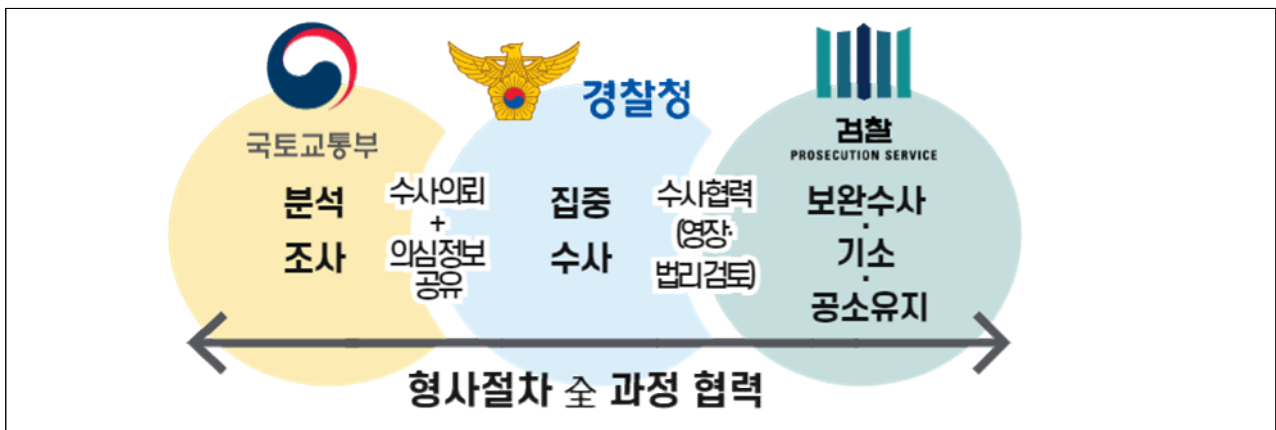 국토교통부
분석
조사
수사의뢰
+
의심정보
공유
경찰청
집중
수사
수사협력
(영장·
법리검토)
검찰
PROSECUTION SERVICE
보완수사
·
기소
·
공소유지
형사절차 全 과정 협력